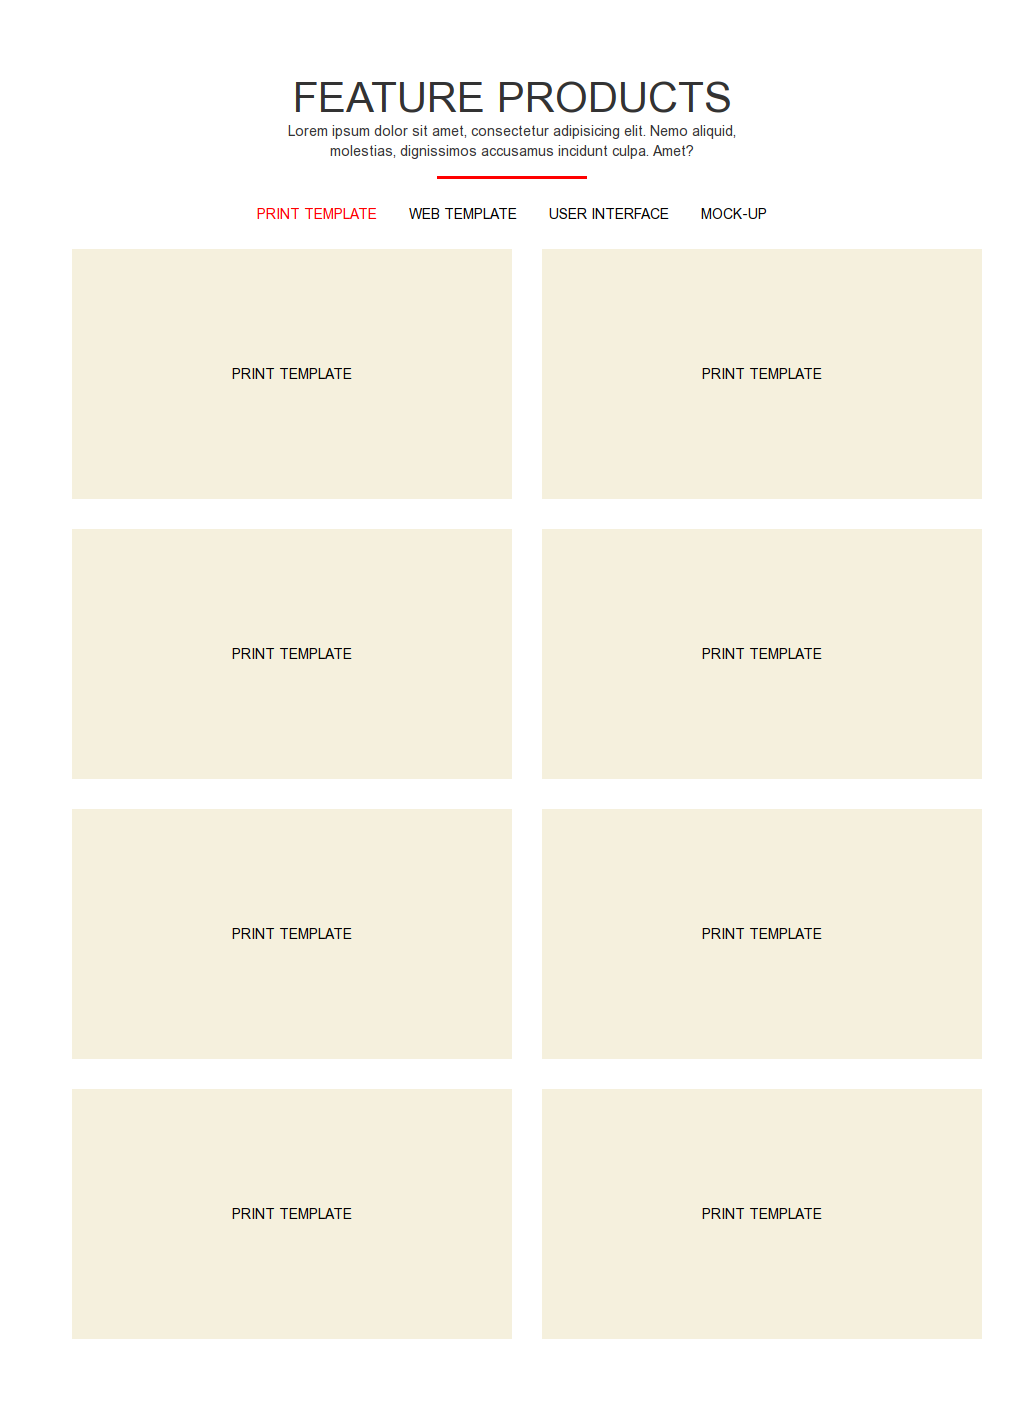 FEATURE PRODUCTS
Lorem ipsum dolor sit amet, consectetur adipisicing elit. Nemo aliquid,
molestias, dignissimos accusamus incidunt culpa. Amet?
PRINT TEMPLATE WEB TEMPLATE USER INTERFACE MOCK-UP
PRINT TEMPLATE PRINT TEMPLATE
PRINT TEMPLATE PRINT TEMPLATE
PRINT TEMPLATE PRINT TEMPLATE
PRINT TEMPLATE PRINT TEMPLATE